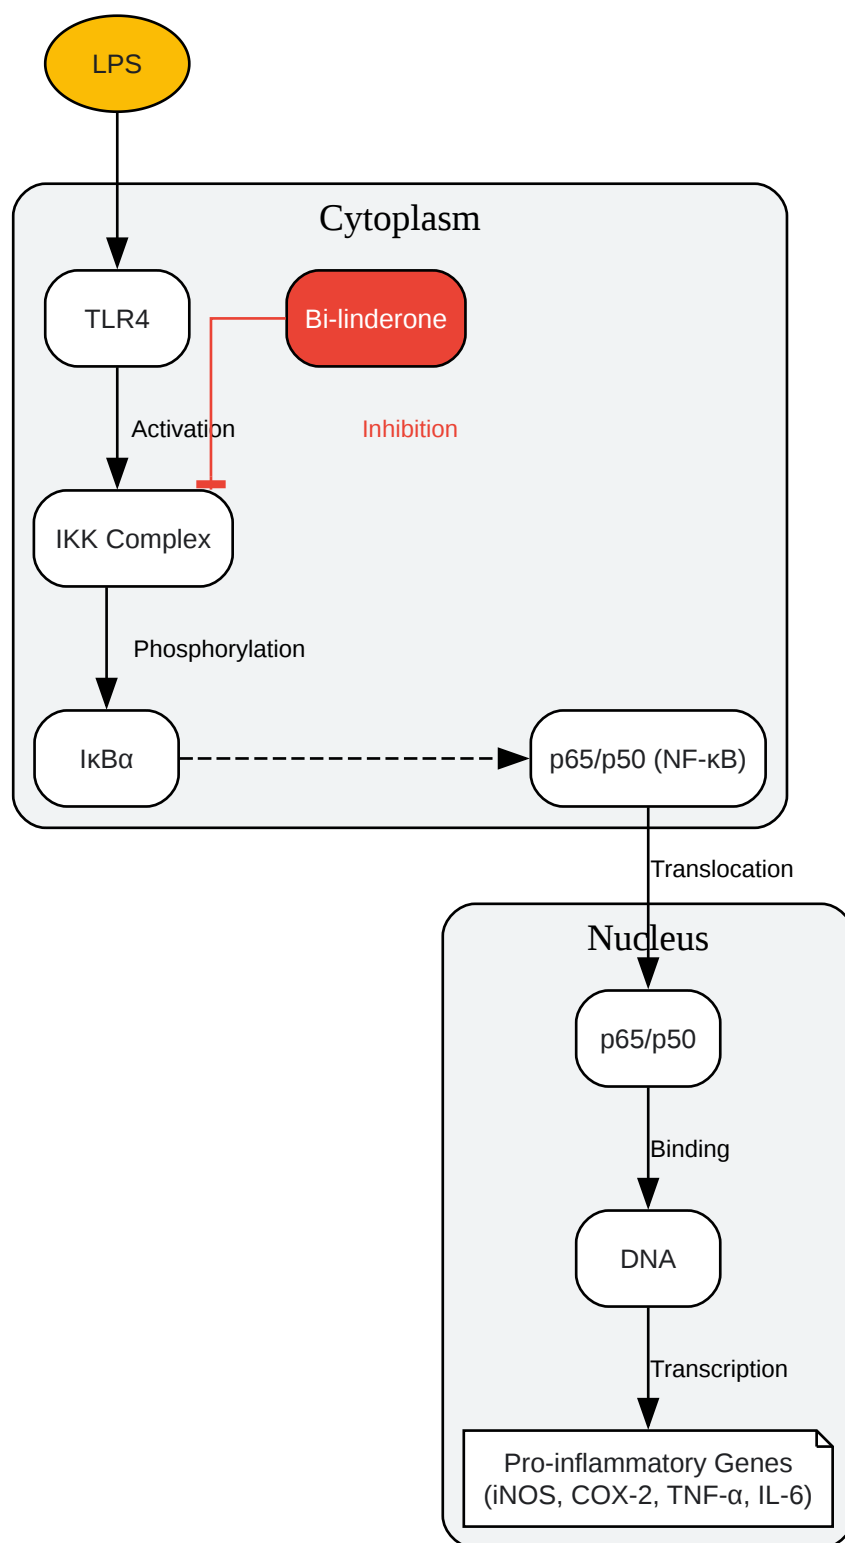 LPS
Cytoplasm
TLR4
Bi-linderone
Activation
Inhibition
IKK Complex
Phosphorylation
IκBα
p65/p50 (NF-κB)
Translocation
Nucleus
p65/p50
Binding
DNA
Transcription
Pro-inflammatory Genes
(iNOS, COX-2, TNF-α, IL-6)